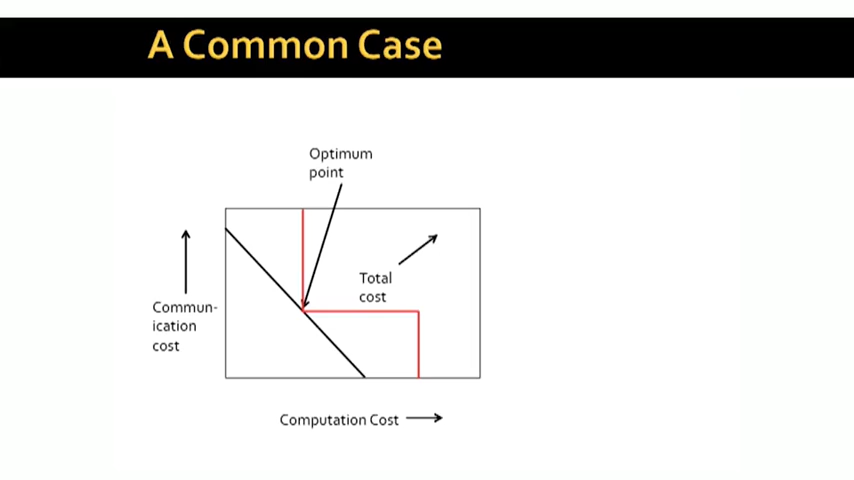 A Common Case
Optimum
point
Total
cost
Commun-
ication
cost
Computation Cost